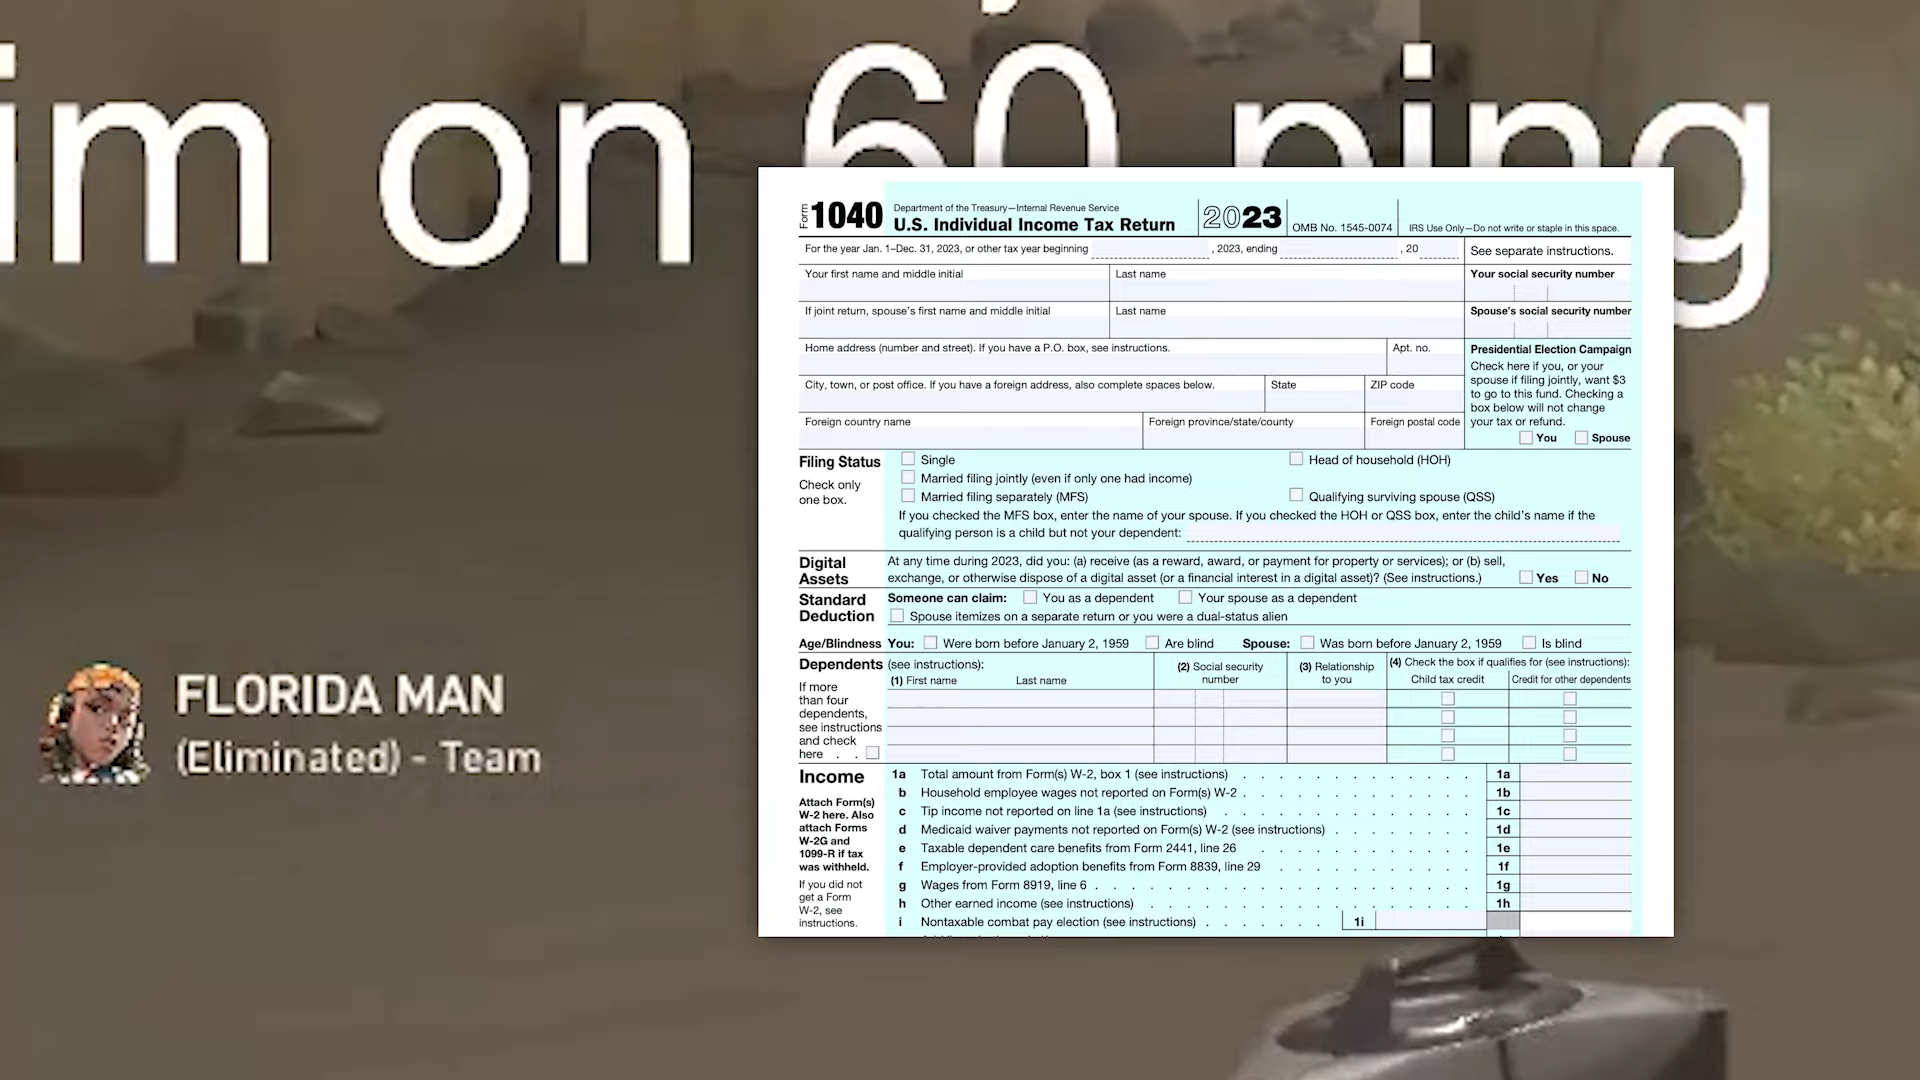 im on 60 ping
Form 1040
Department of the Treasury—Internal Revenue Service
U.S. Individual Income Tax Return
2023
OMB No. 1545-0074
IRS Use Only—Do not write or staple in this space.
For the year Jan. 1–Dec. 31, 2023, or other tax year beginning , 2023, ending , 20
See separate instructions.
Your first name and middle initial
Last name
Your social security number
If joint return, spouse's first name and middle initial
Last name
Spouse's social security number
Home address (number and street). If you have a P.O. box, see instructions.
Apt. no.
City, town, or post office. If you have a foreign address, also complete spaces below.
State
ZIP code
Foreign country name
Foreign province/state/county
Foreign postal code
Presidential Election Campaign
Check here if you, or your
spouse if filing jointly, want $3
to go to this fund. Checking a
box below will not change
your tax or refund.
You Spouse
Filing Status
Check only
one box.
Single
Married filing jointly (even if only one had income)
Married filing separately (MFS)
Head of household (HOH)
Qualifying surviving spouse (QSS)
If you checked the MFS box, enter the name of your spouse. If you checked the HOH or QSS box, enter the child's name if the
qualifying person is a child but not your dependent:
Digital
Assets
At any time during 2023, did you: (a) receive (as a reward, award, or payment for property or services); or (b) sell,
exchange, or otherwise dispose of a digital asset (or a financial interest in a digital asset)? (See instructions.)
Yes No
Standard
Deduction
Someone can claim: You as a dependent Your spouse as a dependent
Spouse itemizes on a separate return or you were a dual-status alien
Age/Blindness You: Were born before January 2, 1959 Are blind Spouse: Was born before January 2, 1959 Is blind
Dependents (see instructions):
(1) First name Last name
(2) Social security
number
(3) Relationship
to you
(4) Check the box if qualifies for (see instructions):
Child tax credit Credit for other dependents
If more
than four
dependents,
see instructions
and check
here . .
Income
Attach Form(s)
W-2 here. Also
attach Forms
W-2G and
1099-R if tax
was withheld.
If you did not
get a Form
W-2, see
instructions.
1a Total amount from Form(s) W-2, box 1 (see instructions) 1a
b Household employee wages not reported on Form(s) W-2 1b
c Tip income not reported on line 1a (see instructions) 1c
d Medicaid waiver payments not reported on Form(s) W-2 (see instructions) 1d
e Taxable dependent care benefits from Form 2441, line 26 1e
f Employer-provided adoption benefits from Form 8839, line 29 1f
g Wages from Form 8919, line 6 1g
h Other earned income (see instructions) 1h
i Nontaxable combat pay election (see instructions) 1i
FLORIDA MAN
(Eliminated) - Team